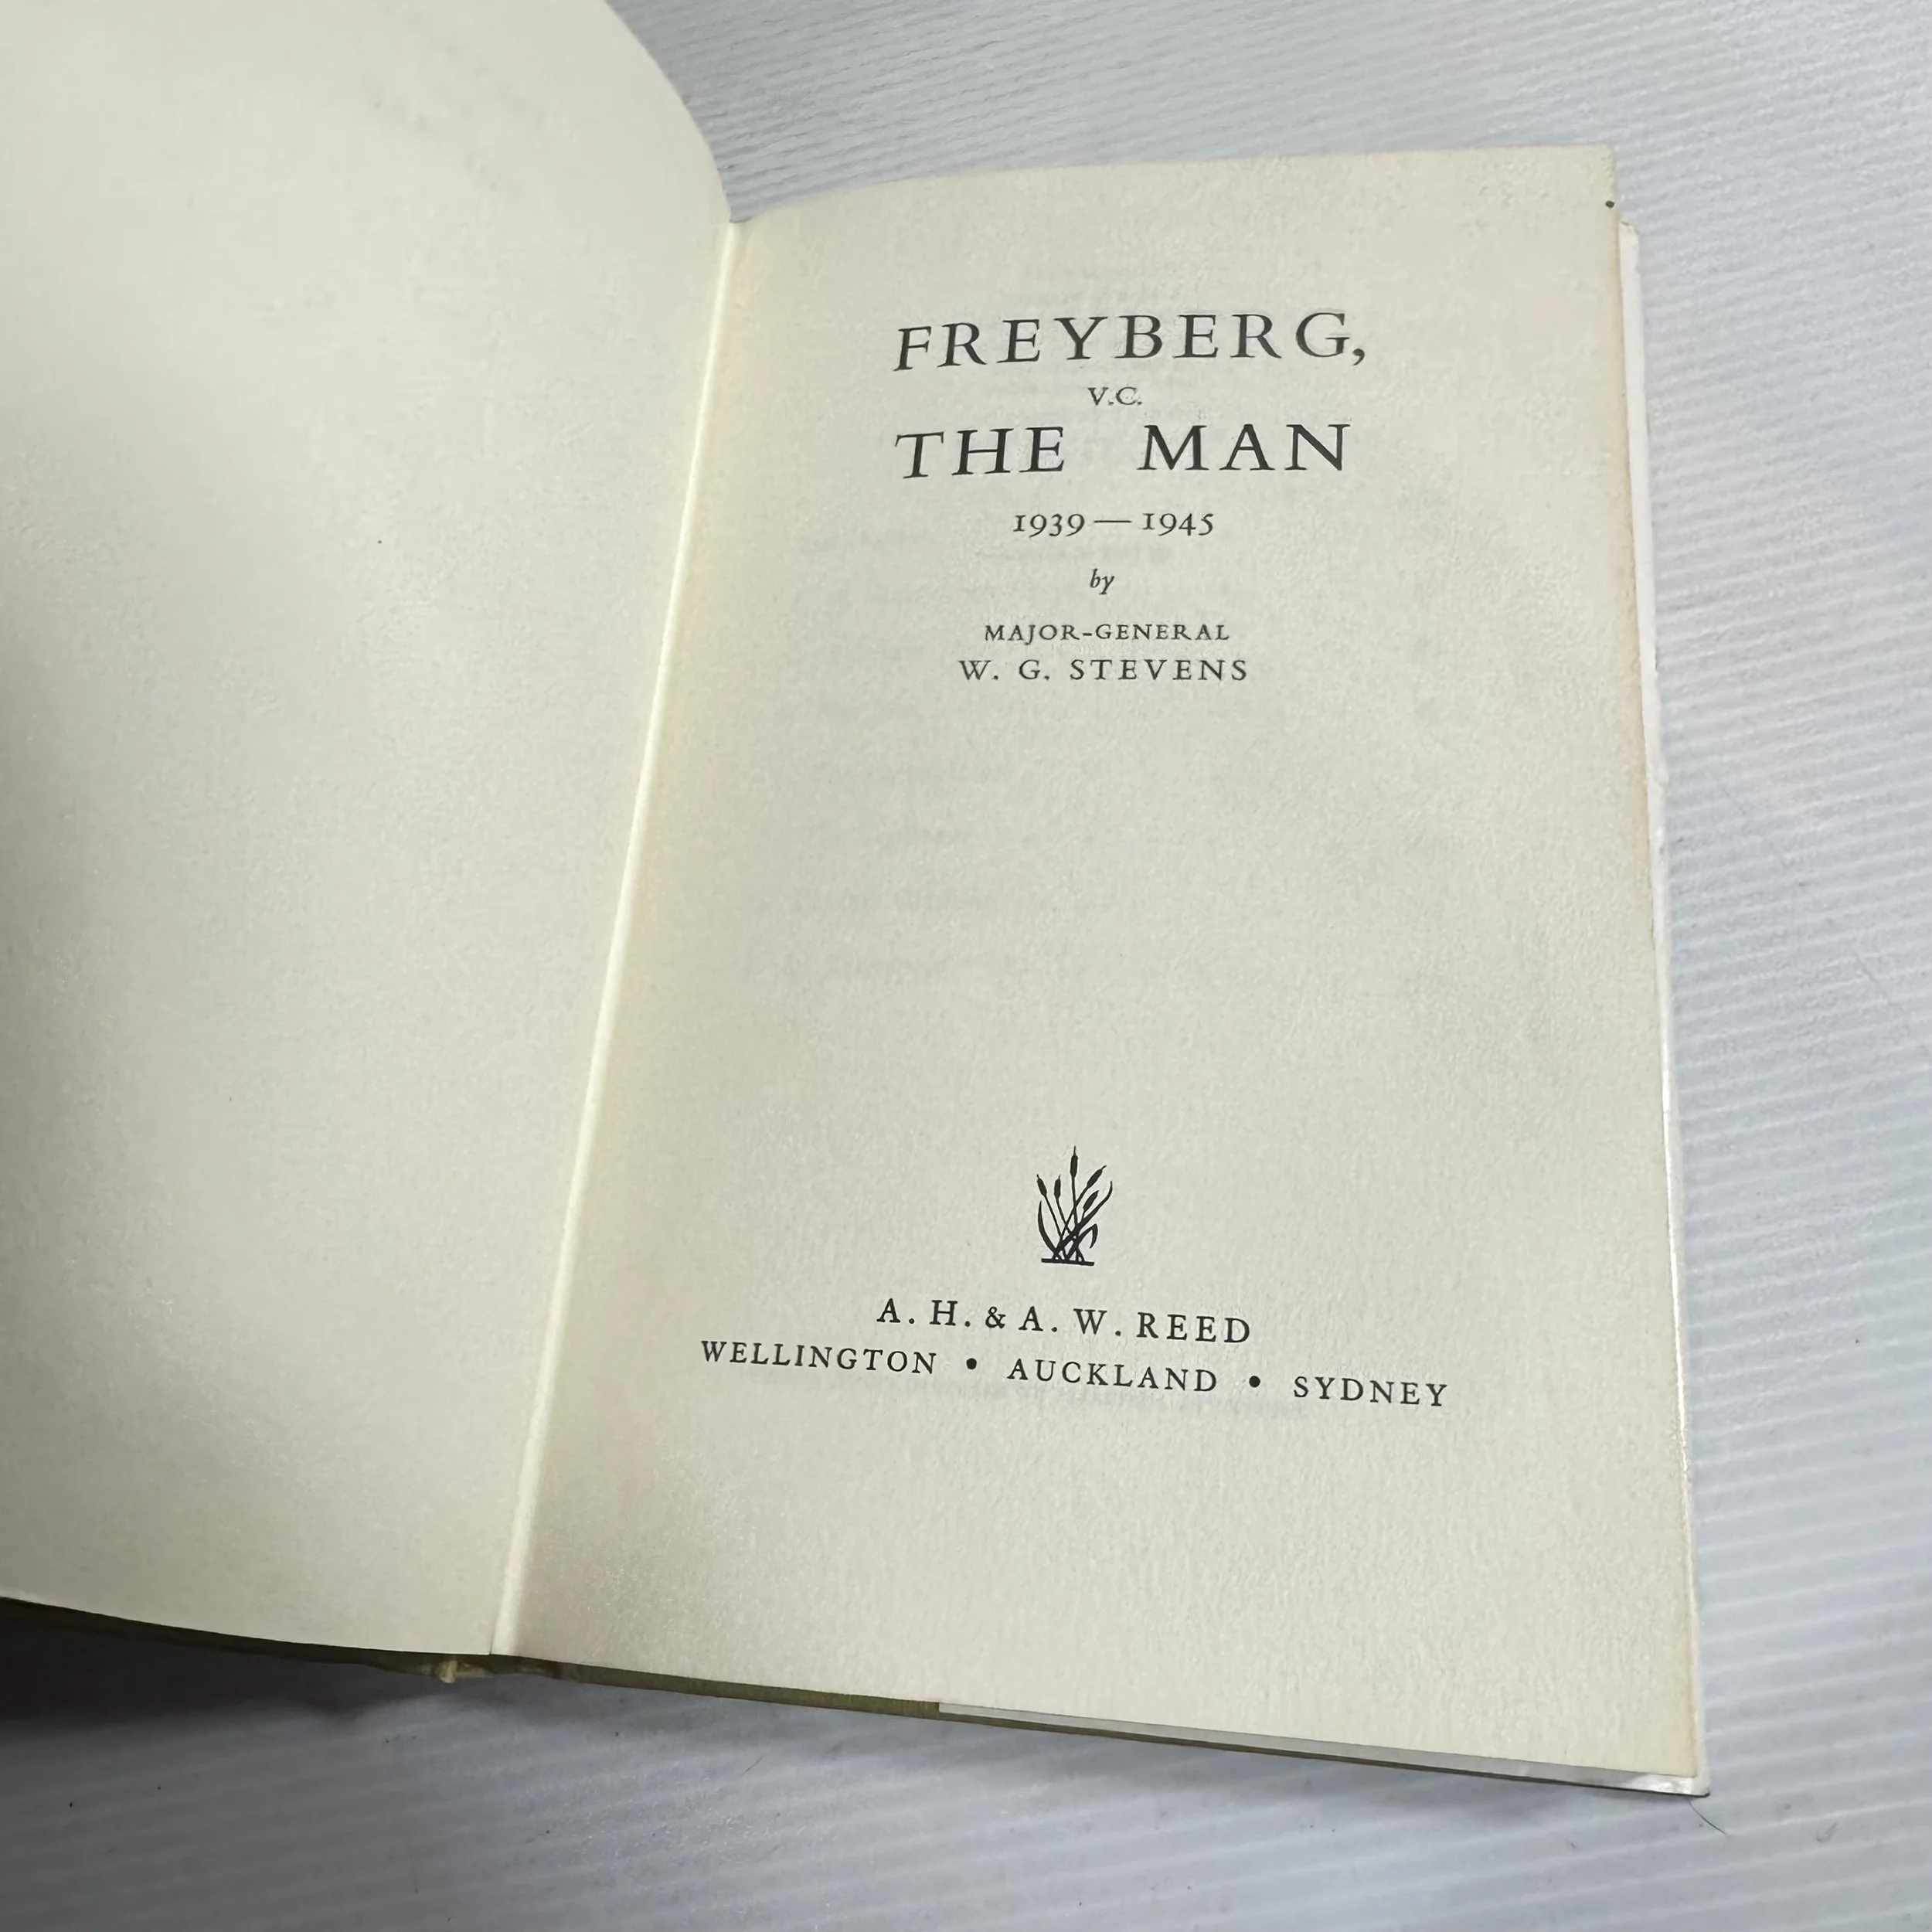 FREYBERG,
V.C.
THE MAN
1939 — 1945
by
MAJOR-GENERAL
W. G. STEVENS
A. H. & A. W. REED
WELLINGTON • AUCKLAND • SYDNEY